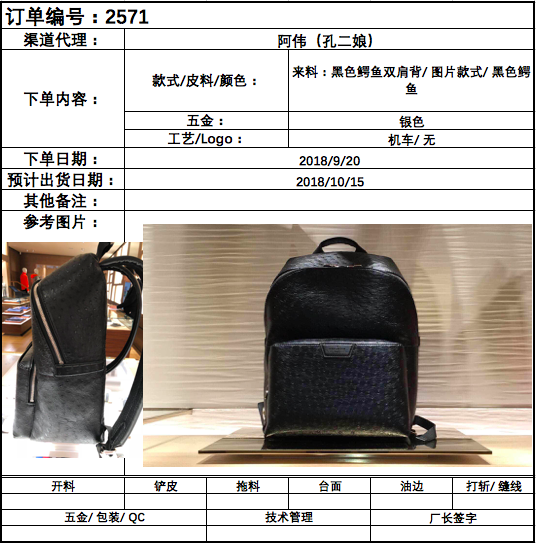 订单编号：2571
渠道代理：
阿伟（孔二娘）
下单内容：
款式/皮料/颜色：
来料：黑色鳄鱼双肩背/ 图片款式/ 黑色鳄
鱼
五金：
银色
工艺/Logo：
机车/ 无
下单日期：
2018/9/20
预计出货日期：
2018/10/15
其他备注：
参考图片：
开料
铲皮
拖料
台面
油边
打斩/ 缝线
五金/ 包装/ QC
技术管理
厂长签字